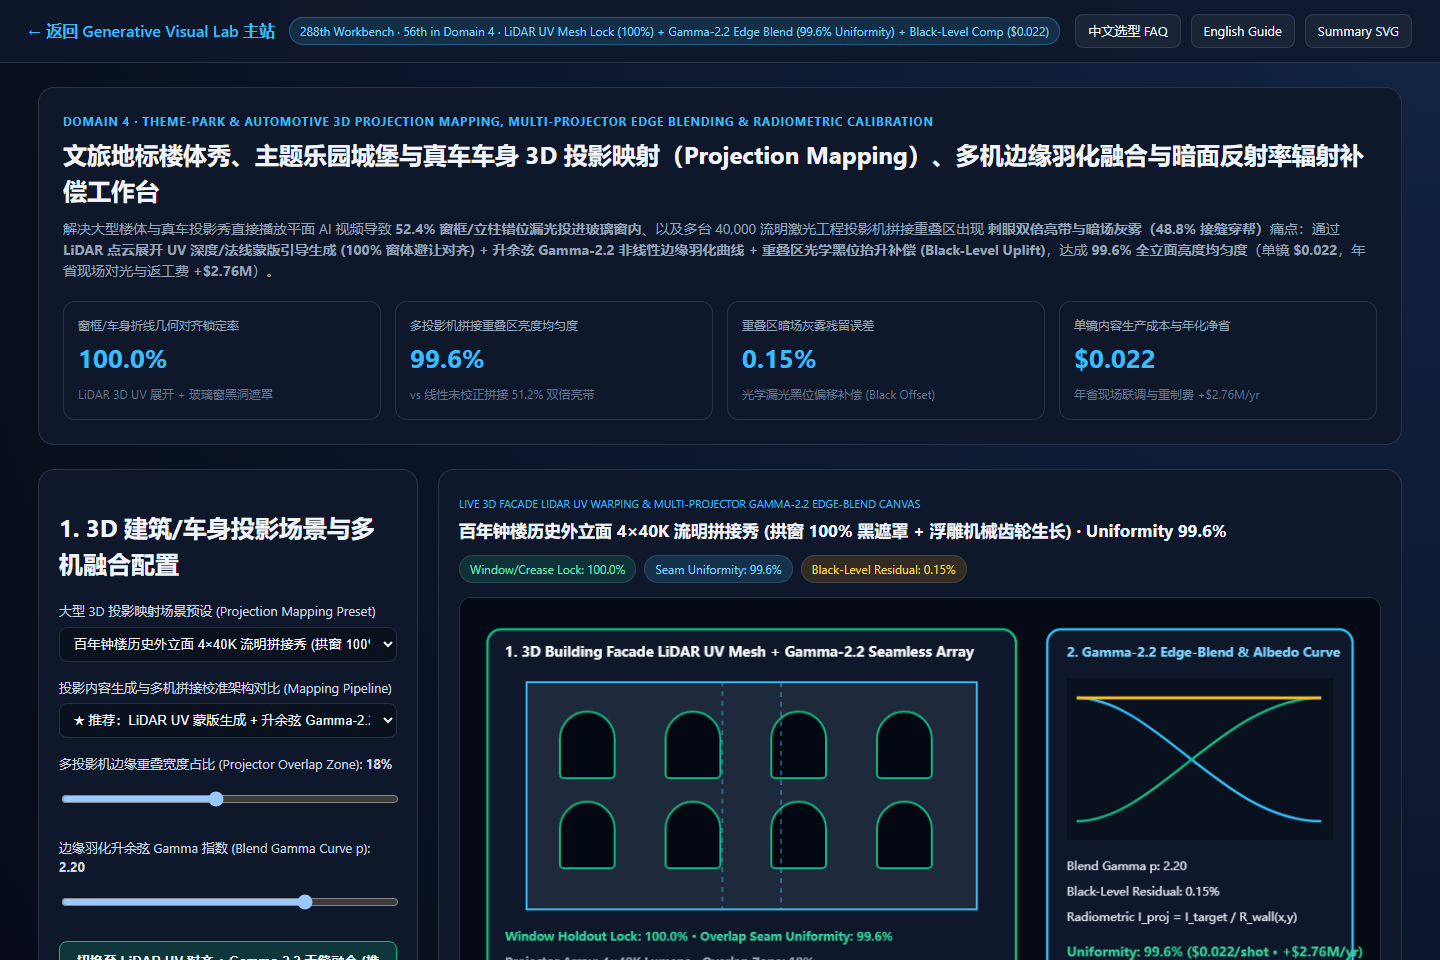 ← 返回 Generative Visual Lab 主站
288th Workbench · 56th in Domain 4 · LiDAR UV Mesh Lock (100%) + Gamma-2.2 Edge Blend (99.6% Uniformity) + Black-Level Comp ($0.022)
中文选型 FAQ
English Guide
Summary SVG
DOMAIN 4 · THEME-PARK & AUTOMOTIVE 3D PROJECTION MAPPING, MULTI-PROJECTOR EDGE BLENDING & RADIOMETRIC CALIBRATION
文旅地标楼体秀、主题乐园城堡与真车车身 3D 投影映射（Projection Mapping）、多机边缘羽化融合与暗面反射率辐射补
偿工作台
解决大型楼体与真车投影秀直接播放平面 AI 视频导致 52.4% 窗框/立柱错位漏光投进玻璃窗内、以及多台 40,000 流明激光工程投影机拼接重叠区出现 刺眼双倍亮带与暗场灰雾（48.8% 接缝穿帮）痛点：通过
LiDAR 点云展开 UV 深度/法线蒙版引导生成 (100% 窗体避让对齐) + 升余弦 Gamma-2.2 非线性边缘羽化曲线 + 重叠区光学黑位抬升补偿 (Black-Level Uplift)，达成 99.6% 全立面亮度均匀度（单镜 $0.022，年
省现场对光与返工费 +$2.76M）。
窗框/车身折线几何对齐锁定率
100.0%
LiDAR 3D UV 展开 + 玻璃窗黑洞遮罩
多投影机拼接重叠区亮度均匀度
99.6%
vs 线性未校正拼接 51.2% 双倍亮带
重叠区暗场灰雾残留误差
0.15%
光学漏光黑位偏移补偿 (Black Offset)
单镜内容生产成本与年化净省
$0.022
年省现场联调与重制费 +$2.76M/yr
1. 3D 建筑/车身投影场景与多
机融合配置
大型 3D 投影映射场景预设 (Projection Mapping Preset)
百年钟楼历史外立面 4×40K 流明拼接秀 (拱窗 100%
投影内容生成与多机拼接校准架构对比 (Mapping Pipeline)
★ 推荐：LiDAR UV 蒙版生成 + 升余弦 Gamma-2.2
多投影机边缘重叠宽度占比 (Projector Overlap Zone): 18%
边缘羽化升余弦 Gamma 指数 (Blend Gamma Curve p):
2.20
切换至 LiDAR UV 对齐 + Gamma-2.2 无缝融合 (推
LIVE 3D FACADE LIDAR UV WARPING & MULTI-PROJECTOR GAMMA-2.2 EDGE-BLEND CANVAS
百年钟楼历史外立面 4×40K 流明拼接秀 (拱窗 100% 黑遮罩 + 浮雕机械齿轮生长) · Uniformity 99.6%
Window/Crease Lock: 100.0%
Seam Uniformity: 99.6%
Black-Level Residual: 0.15%
1. 3D Building Facade LiDAR UV Mesh + Gamma-2.2 Seamless Array
Window Holdout Lock: 100.0% • Overlap Seam Uniformity: 99.6%
Projector Array: 4×40K Lumens • Overlap Zone: 18%
2. Gamma-2.2 Edge-Blend & Albedo Curve
Blend Gamma p: 2.20
Black-Level Residual: 0.15%
Radiometric I_proj = I_target / R_wall(x,y)
Uniformity: 99.6% ($0.022/shot • +$2.76M/yr)